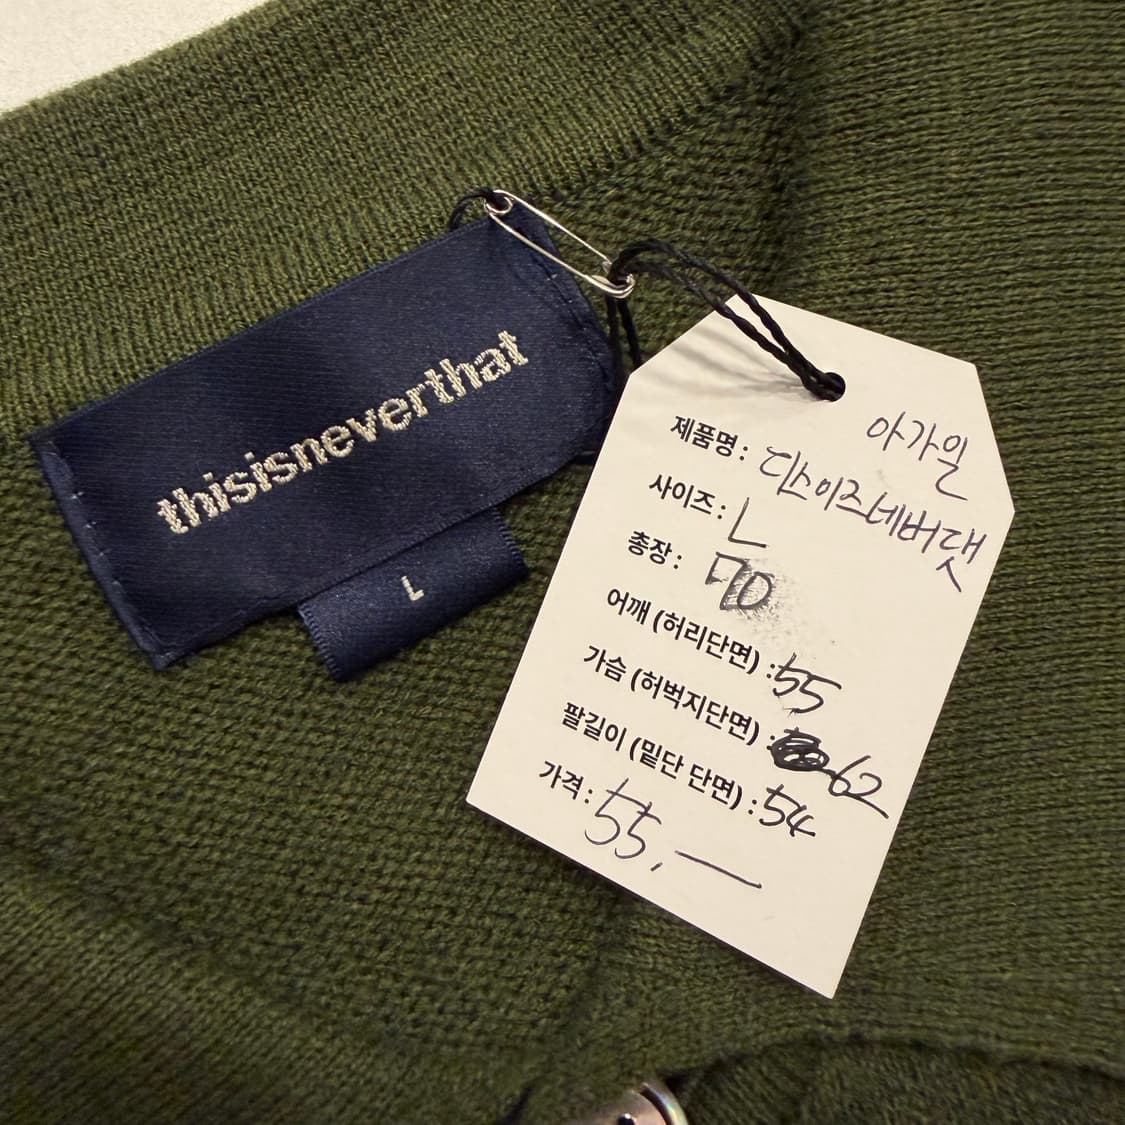 thisisneverthat
L
아가일
제품명: 디스이즈네버댓
사이즈: L
총장: 70
어깨 (허리단면) : 55
가슴 (허벅지단면) : 62
팔길이 (밑단 단면) : 54
가격: 55,—